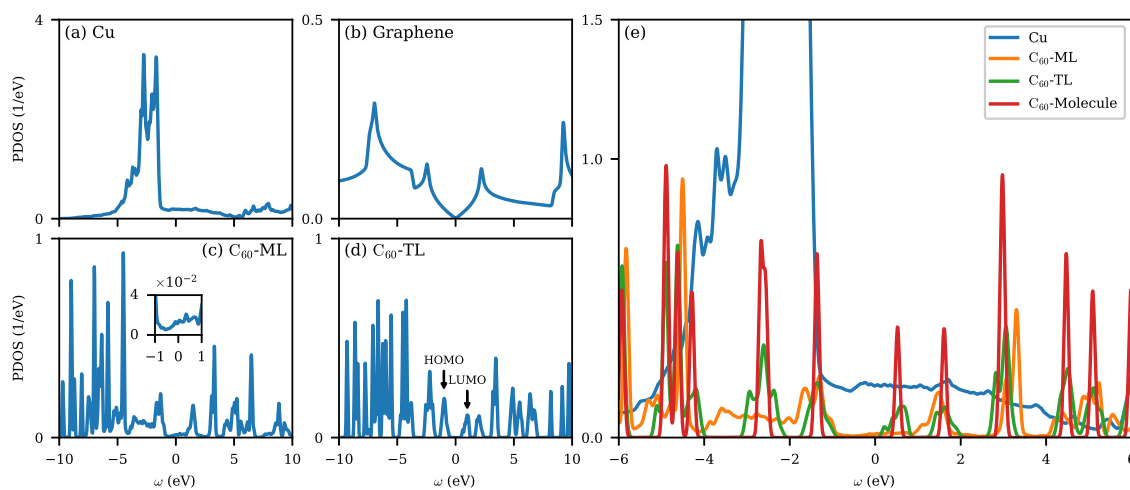 (a) Cu
4
0
PDOS (1/eV)
(b) Graphene
0.5
0.0
(c) C₆₀-ML
1
0
PDOS (1/eV)
×10⁻²
4
0
−1 0 1
−10 −5 0 5 10
ω (eV)
(d) C₆₀-TL
1
0
HOMO
LUMO
−10 −5 0 5 10
ω (eV)
(e)
1.5
1.0
0.0
Cu
C₆₀-ML
C₆₀-TL
C₆₀-Molecule
−6 −4 −2 0 2 4 6
ω (eV)